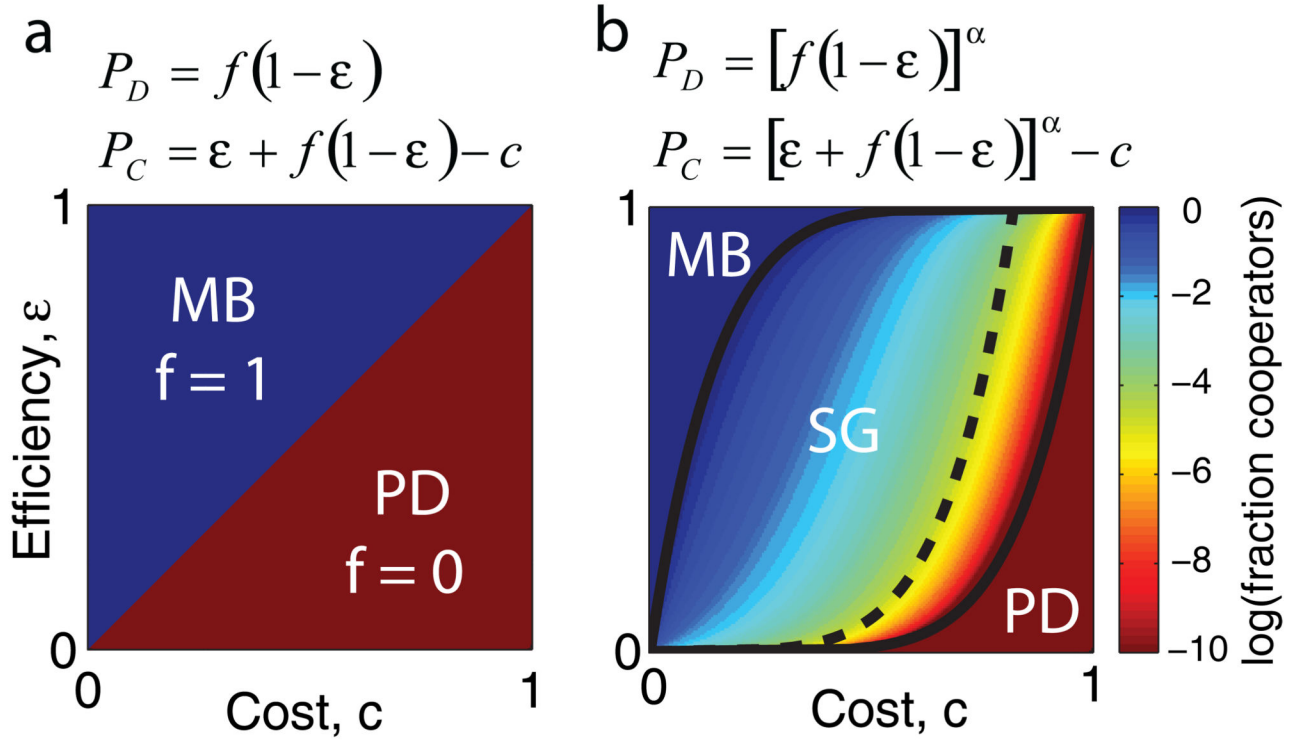 a
P_D = f(1-ε)
P_C = ε + f(1-ε)-c
1
MB
f = 1
PD
f = 0
0
0
1
Efficiency, ε
Cost, c
b
P_D = [f(1-ε)]^α
P_C = [ε + f(1-ε)]^α - c
1
MB
SG
PD
0
0
1
Cost, c
0
−2
−4
−6
−8
−10
log(fraction cooperators)